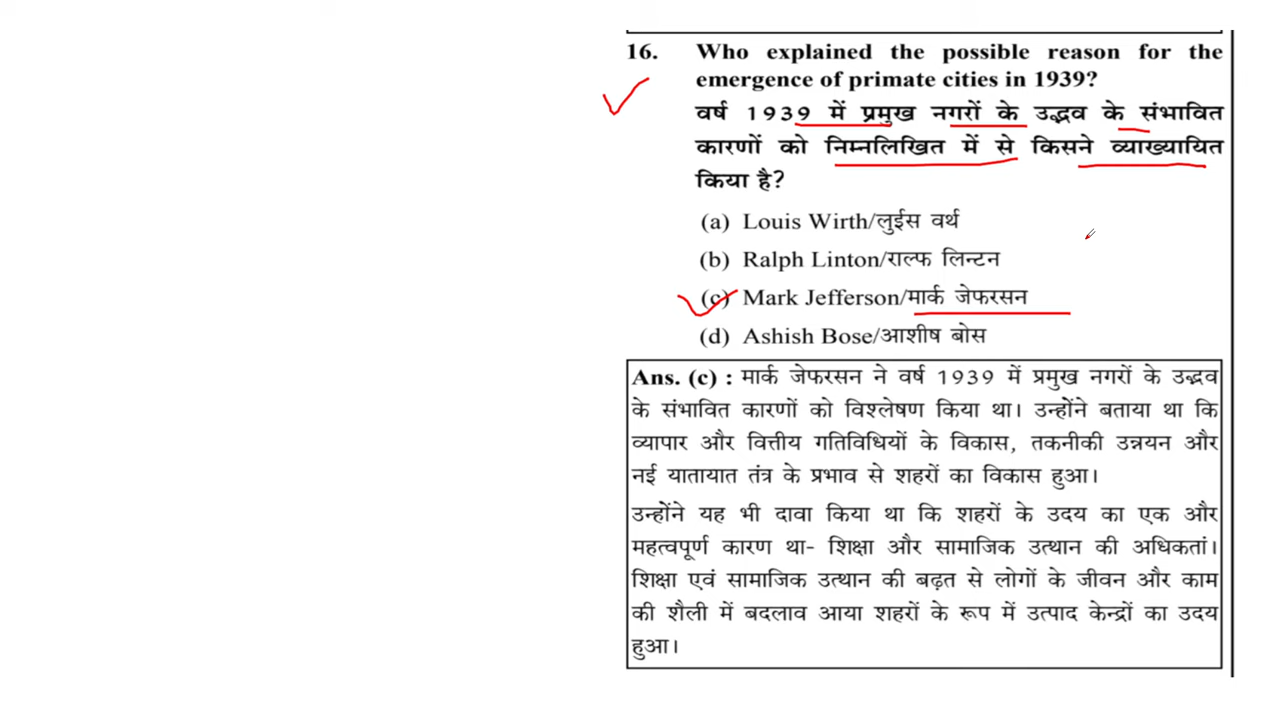 16. Who explained the possible reason for the
emergence of primate cities in 1939?
वर्ष 1939 में प्रमुख नगरों के उद्भव के संभावित
कारणों को निम्नलिखित में से किसने व्याख्यायित
किया है?
(a) Louis Wirth/लुईस वर्थ
(b) Ralph Linton/राल्फ लिन्टन
(c) Mark Jefferson/मार्क जेफरसन
(d) Ashish Bose/आशीष बोस
Ans. (c) : मार्क जेफरसन ने वर्ष 1939 में प्रमुख नगरों के उद्भव
के संभावित कारणों को विश्लेषण किया था। उन्होंने बताया था कि
व्यापार और वित्तीय गतिविधियों के विकास, तकनीकी उन्नयन और
नई यातायात तंत्र के प्रभाव से शहरों का विकास हुआ।
उन्होंने यह भी दावा किया था कि शहरों के उदय का एक और
महत्वपूर्ण कारण था- शिक्षा और सामाजिक उत्थान की अधिकतां।
शिक्षा एवं सामाजिक उत्थान की बढ़त से लोगों के जीवन और काम
की शैली में बदलाव आया शहरों के रूप में उत्पाद केन्द्रों का उदय
हुआ।